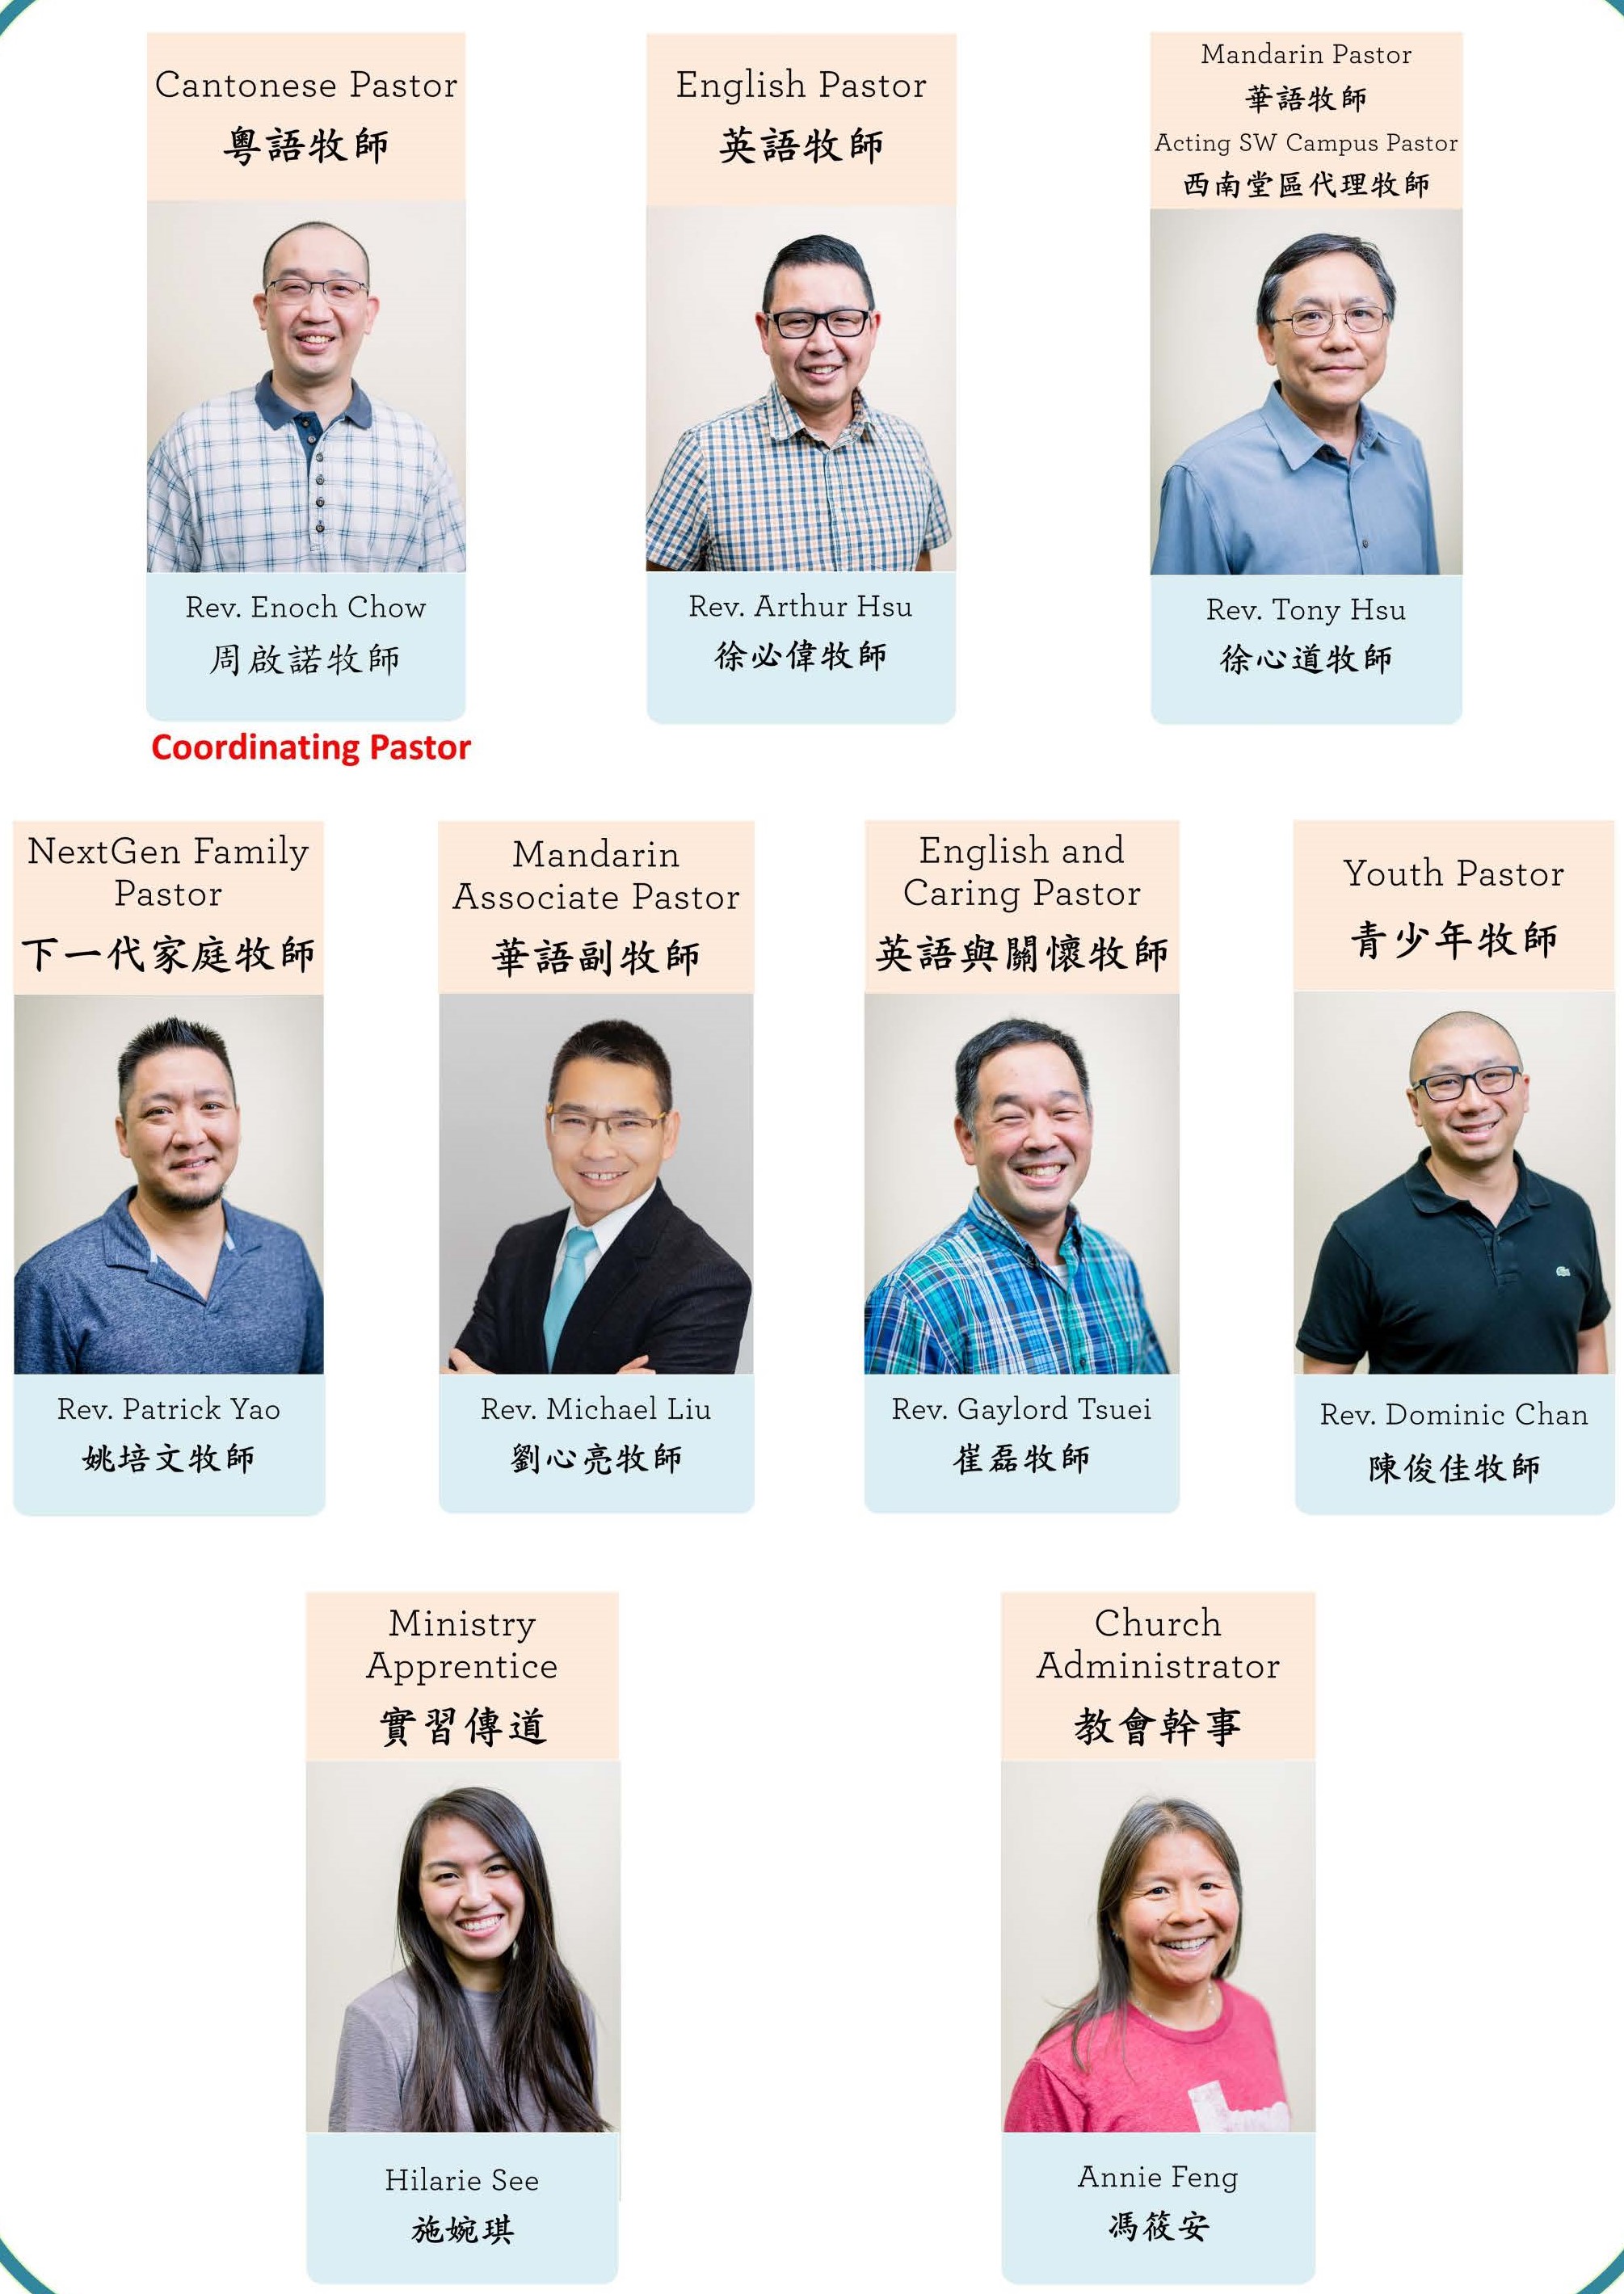 Cantonese Pastor
粵語牧師
English Pastor
英語牧師
Mandarin Pastor
華語牧師
Acting SW Campus Pastor
西南堂區代理牧師
Rev. Enoch Chow
周啟諾牧師
Coordinating Pastor
Rev. Arthur Hsu
徐必偉牧師
Rev. Tony Hsu
徐心道牧師
NextGen Family
Pastor
下一代家庭牧師
Mandarin
Associate Pastor
華語副牧師
English and
Caring Pastor
英語與關懷牧師
Youth Pastor
青少年牧師
Rev. Patrick Yao
姚培文牧師
Rev. Michael Liu
劉心亮牧師
Rev. Gaylord Tsuei
崔磊牧師
Rev. Dominic Chan
陳俊佳牧師
Ministry
Apprentice
實習傳道
Church
Administrator
教會幹事
Hilarie See
施婉琪
Annie Feng
馮筱安